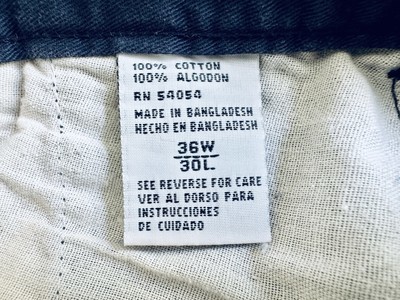 100% COTTON
100% ALGODON
RN 54054
MADE IN BANGLADESH
HECHO EN BANGLADESH
36W
30L
SEE REVERSE FOR CARE
VER AL DORSO PARA
INSTRUCCIONES
DE CUIDADO